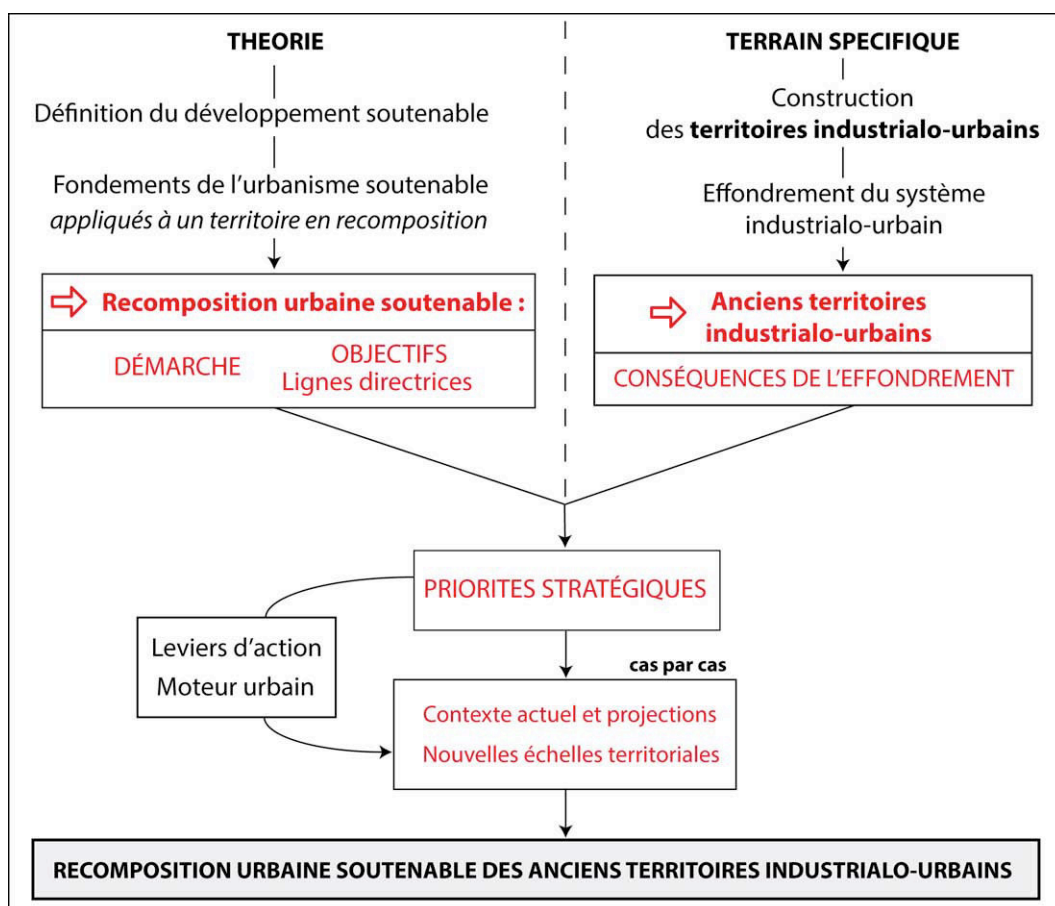 THEORIE
Définition du développement soutenable
Fondements de l'urbanisme soutenable
appliqués à un territoire en recomposition
Recomposition urbaine soutenable :
DÉMARCHE
OBJECTIFS
Lignes directrices
TERRAIN SPECIFIQUE
Construction
des territoires industrialo-urbains
Effondrement du système
industrialo-urbain
Anciens territoires
industrialo-urbains
CONSÉQUENCES DE L'EFFONDREMENT
PRIORITES STRATÉGIQUES
Leviers d'action
Moteur urbain
cas par cas
Contexte actuel et projections
Nouvelles échelles territoriales
RECOMPOSITION URBAINE SOUTENABLE DES ANCIENS TERRITOIRES INDUSTRIALO-URBAINS